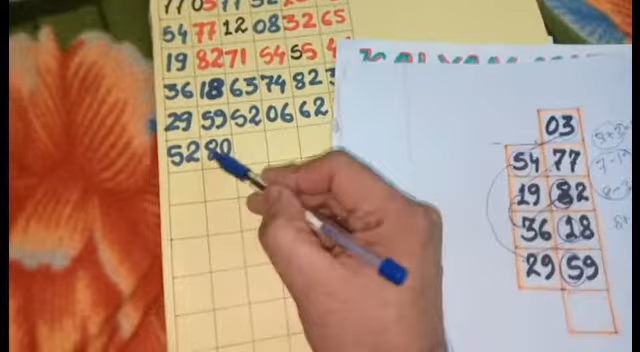 54 77 12 08 32 65
19 82 71 54 55
36 18 63 74 82
29 59 52 06 62
52 80
03
54 77
19 82
36 18
29 59